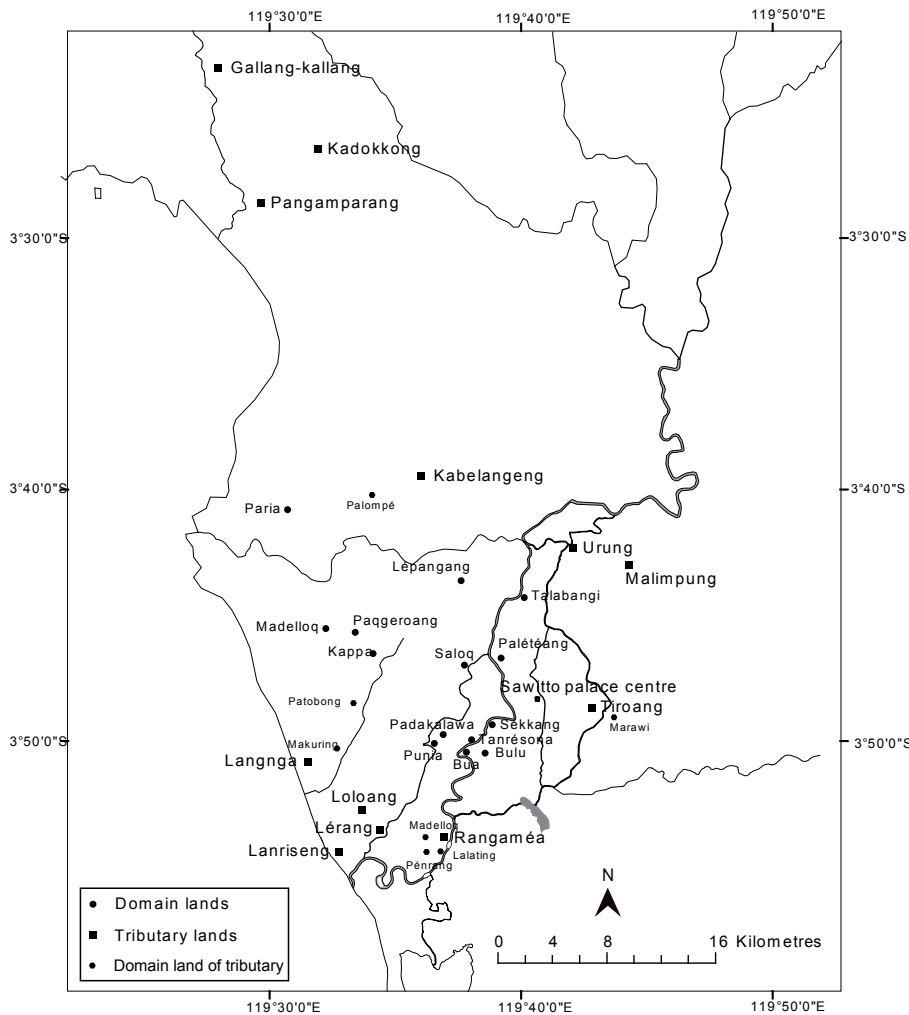 119°30'0"E
119°40'0"E
119°50'0"E
Gallang-kallang
Kadokkong
Pangamparang
3°30'0"S
3°30'0"S
Kabelangeng
3°40'0"S
3°40'0"S
Palompé
Paria
Urung
Lépangang
Malimpung
Talabangi
Madelloq
Paqgeroang
Kappa
Palétéang
Saloq
Sawitto palace centre
Patobong
Tiroang
Padakalawa
Sékkang
Marawi
Makuring
Punia
Tanrésona
3°50'0"S
3°50'0"S
Bulu
Bua
Langnga
Loloang
Lérang
Madelloq
Rangaméa
Lanriseng
Lalating
Pénrang
N
Domain lands
Tributary lands
Domain land of tributary
0 4 8 16 Kilometres
119°30'0"E
119°40'0"E
119°50'0"E